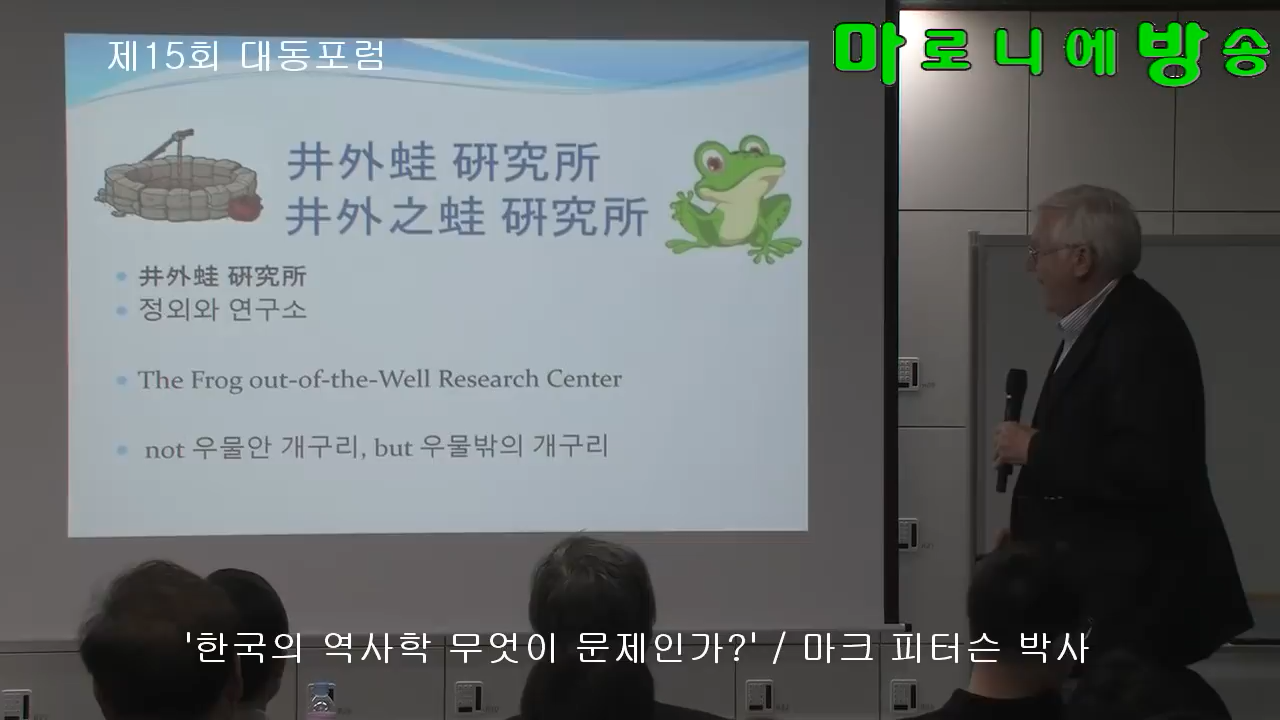 제15회 대동포럼
마로니에방송
井外蛙 硏究所
井外之蛙 硏究所
井外蛙 硏究所
정외와 연구소
The Frog out-of-the-Well Research Center
not 우물안 개구리, but 우물밖의 개구리
'한국의 역사학 무엇이 문제인가?' / 마크 피터슨 박사